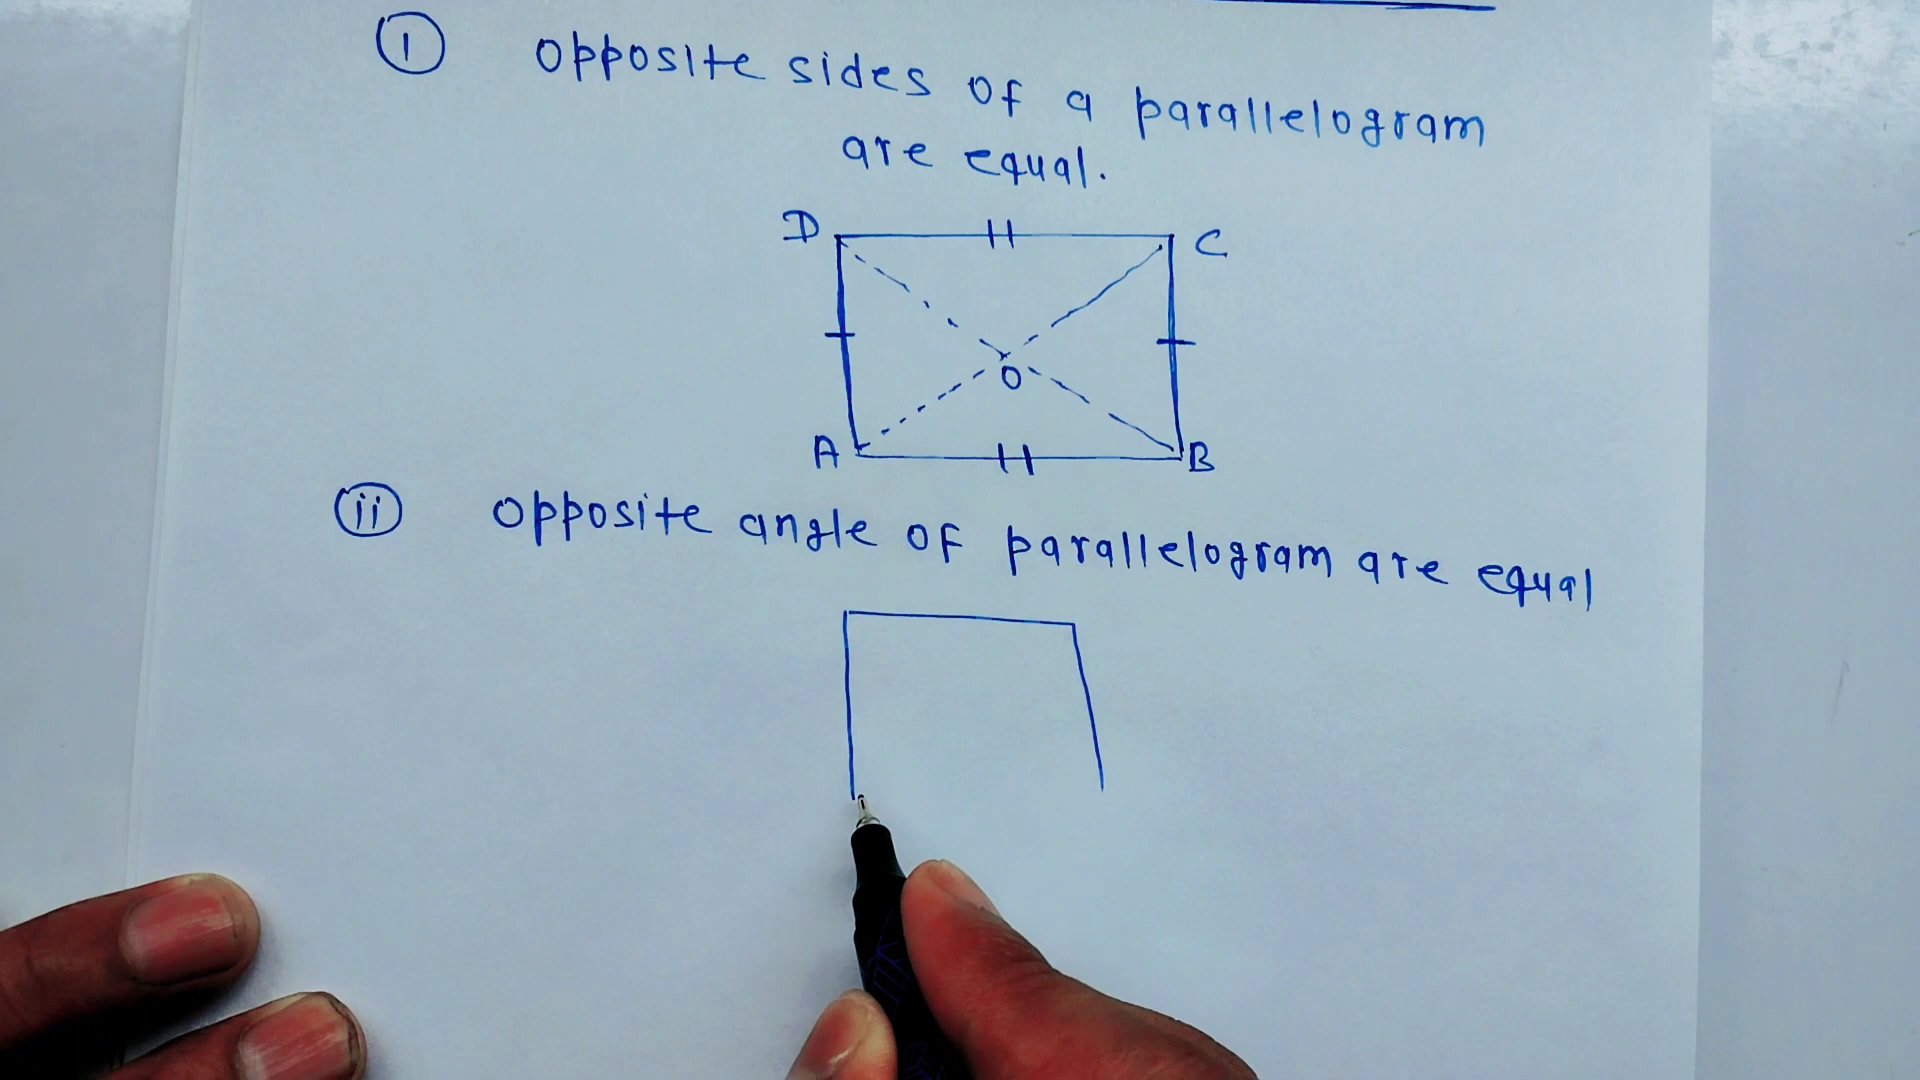 i opposite sides of a parallelogram
are equal.
D C
O
A B
ii opposite angle of parallelogram are equal